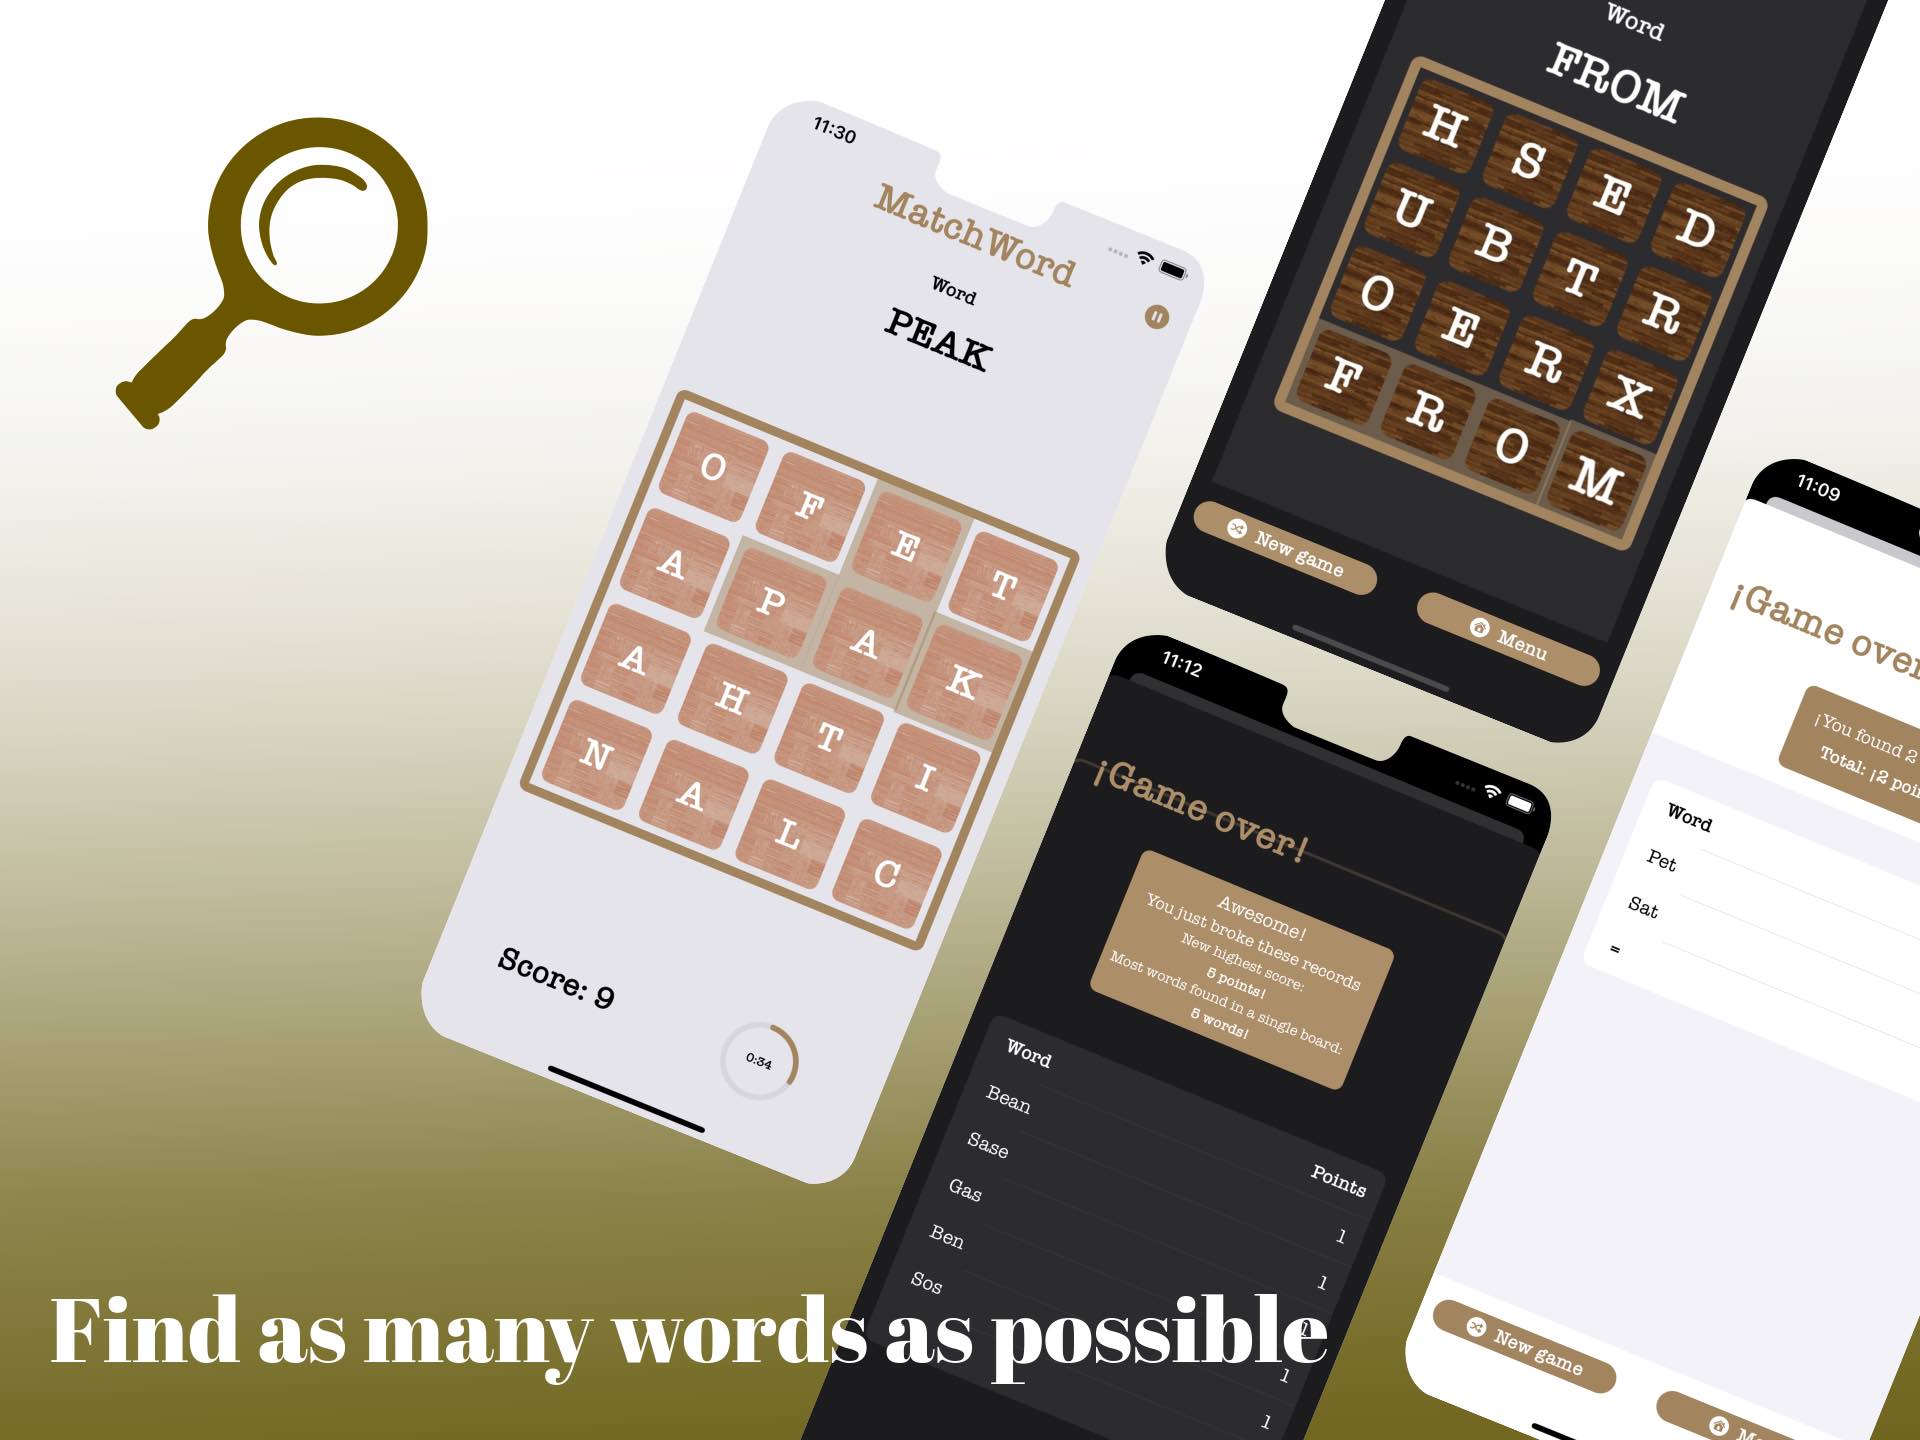 11:30
MatchWord
Word
PEAK
O F E T
A P A K
A H T I
N A L C
Score: 9
0:34
Word
FROM
H S E D
U B T R
O E R X
F R O M
New game
Menu
11:12
¡Game over!
Awesome!
You just broke these records
New highest score:
5 points!
Most words found in a single board:
5 words!
Word Points
Bean 1
Sase 1
Gas
Ben 1
Sos 1
11:09
¡Game over
¡You found 2
Total: ¡2
Word
Pet
Sat
=
New game
Find as many words as possible